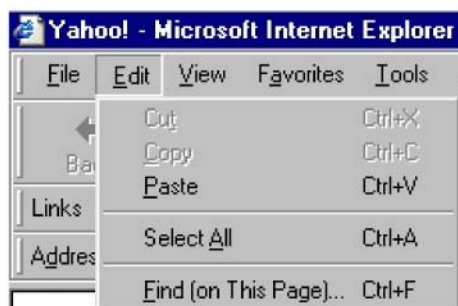 Yahoo! - Microsoft Internet Explorer
File Edit View Favorites Tools
Cut Ctrl+X
Copy Ctrl+C
Paste Ctrl+V
Links
Select All Ctrl+A
Find (on This Page)... Ctrl+F